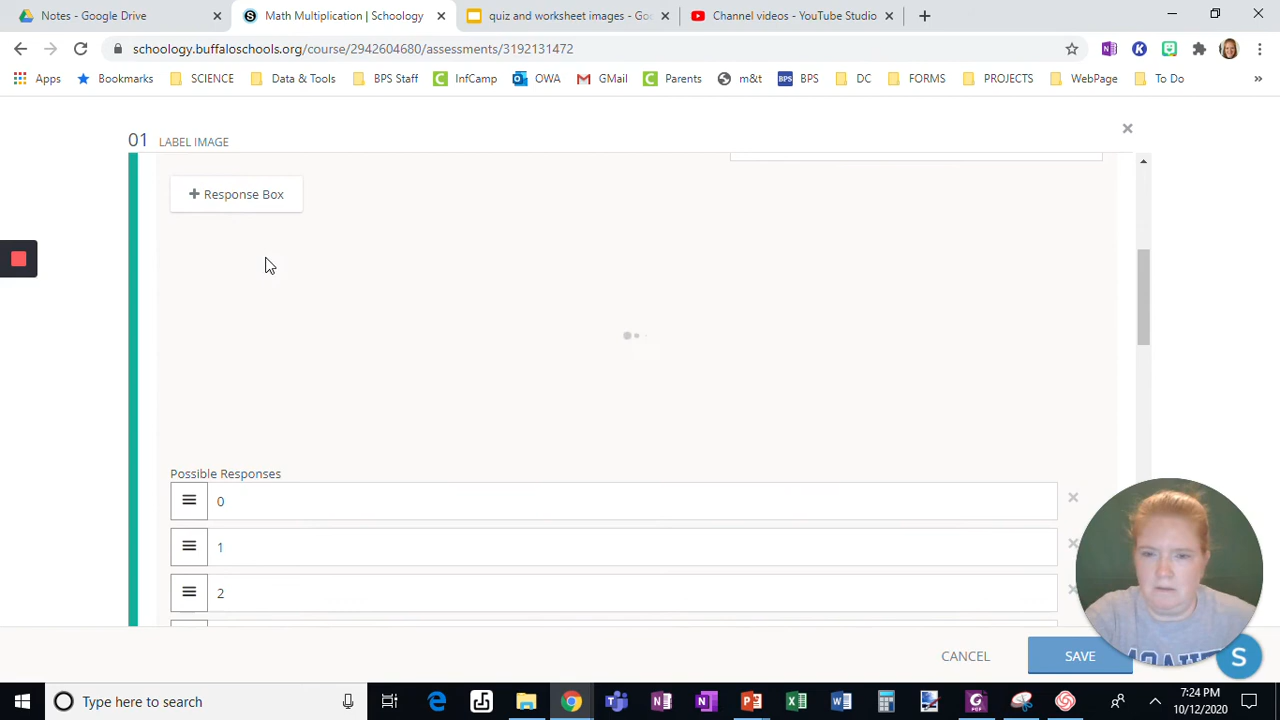 Notes - Google Drive
Math Multiplication | Schoology
quiz and worksheet images - Goo
Channel videos - YouTube Studio
schoology.buffaloschools.org/course/2942604680/assessments/3192131472
Apps
Bookmarks
SCIENCE
Data & Tools
BPS Staff
InfCamp
OWA
GMail
Parents
m&t
BPS
DC
FORMS
PROJECTS
WebPage
To Do
01 LABEL IMAGE
+ Response Box
Possible Responses
0
1
2
CANCEL
SAVE
S
Type here to search
7:24 PM
10/12/2020